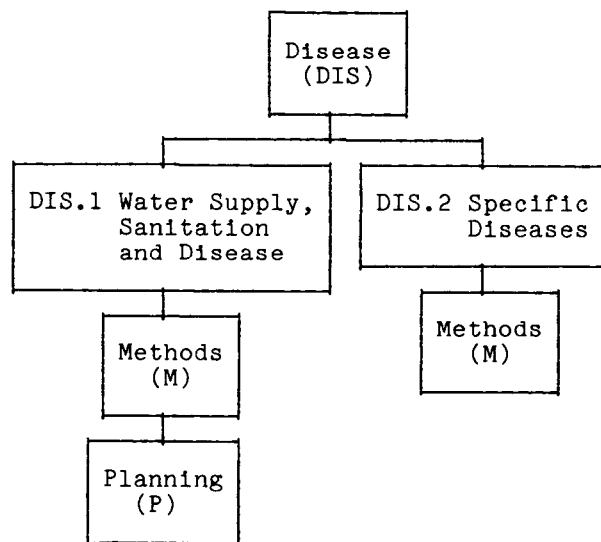 Disease
(DIS)
DIS.1 Water Supply,
Sanitation
and Disease
DIS.2 Specific
Diseases
Methods
(M)
Methods
(M)
Planning
(P)